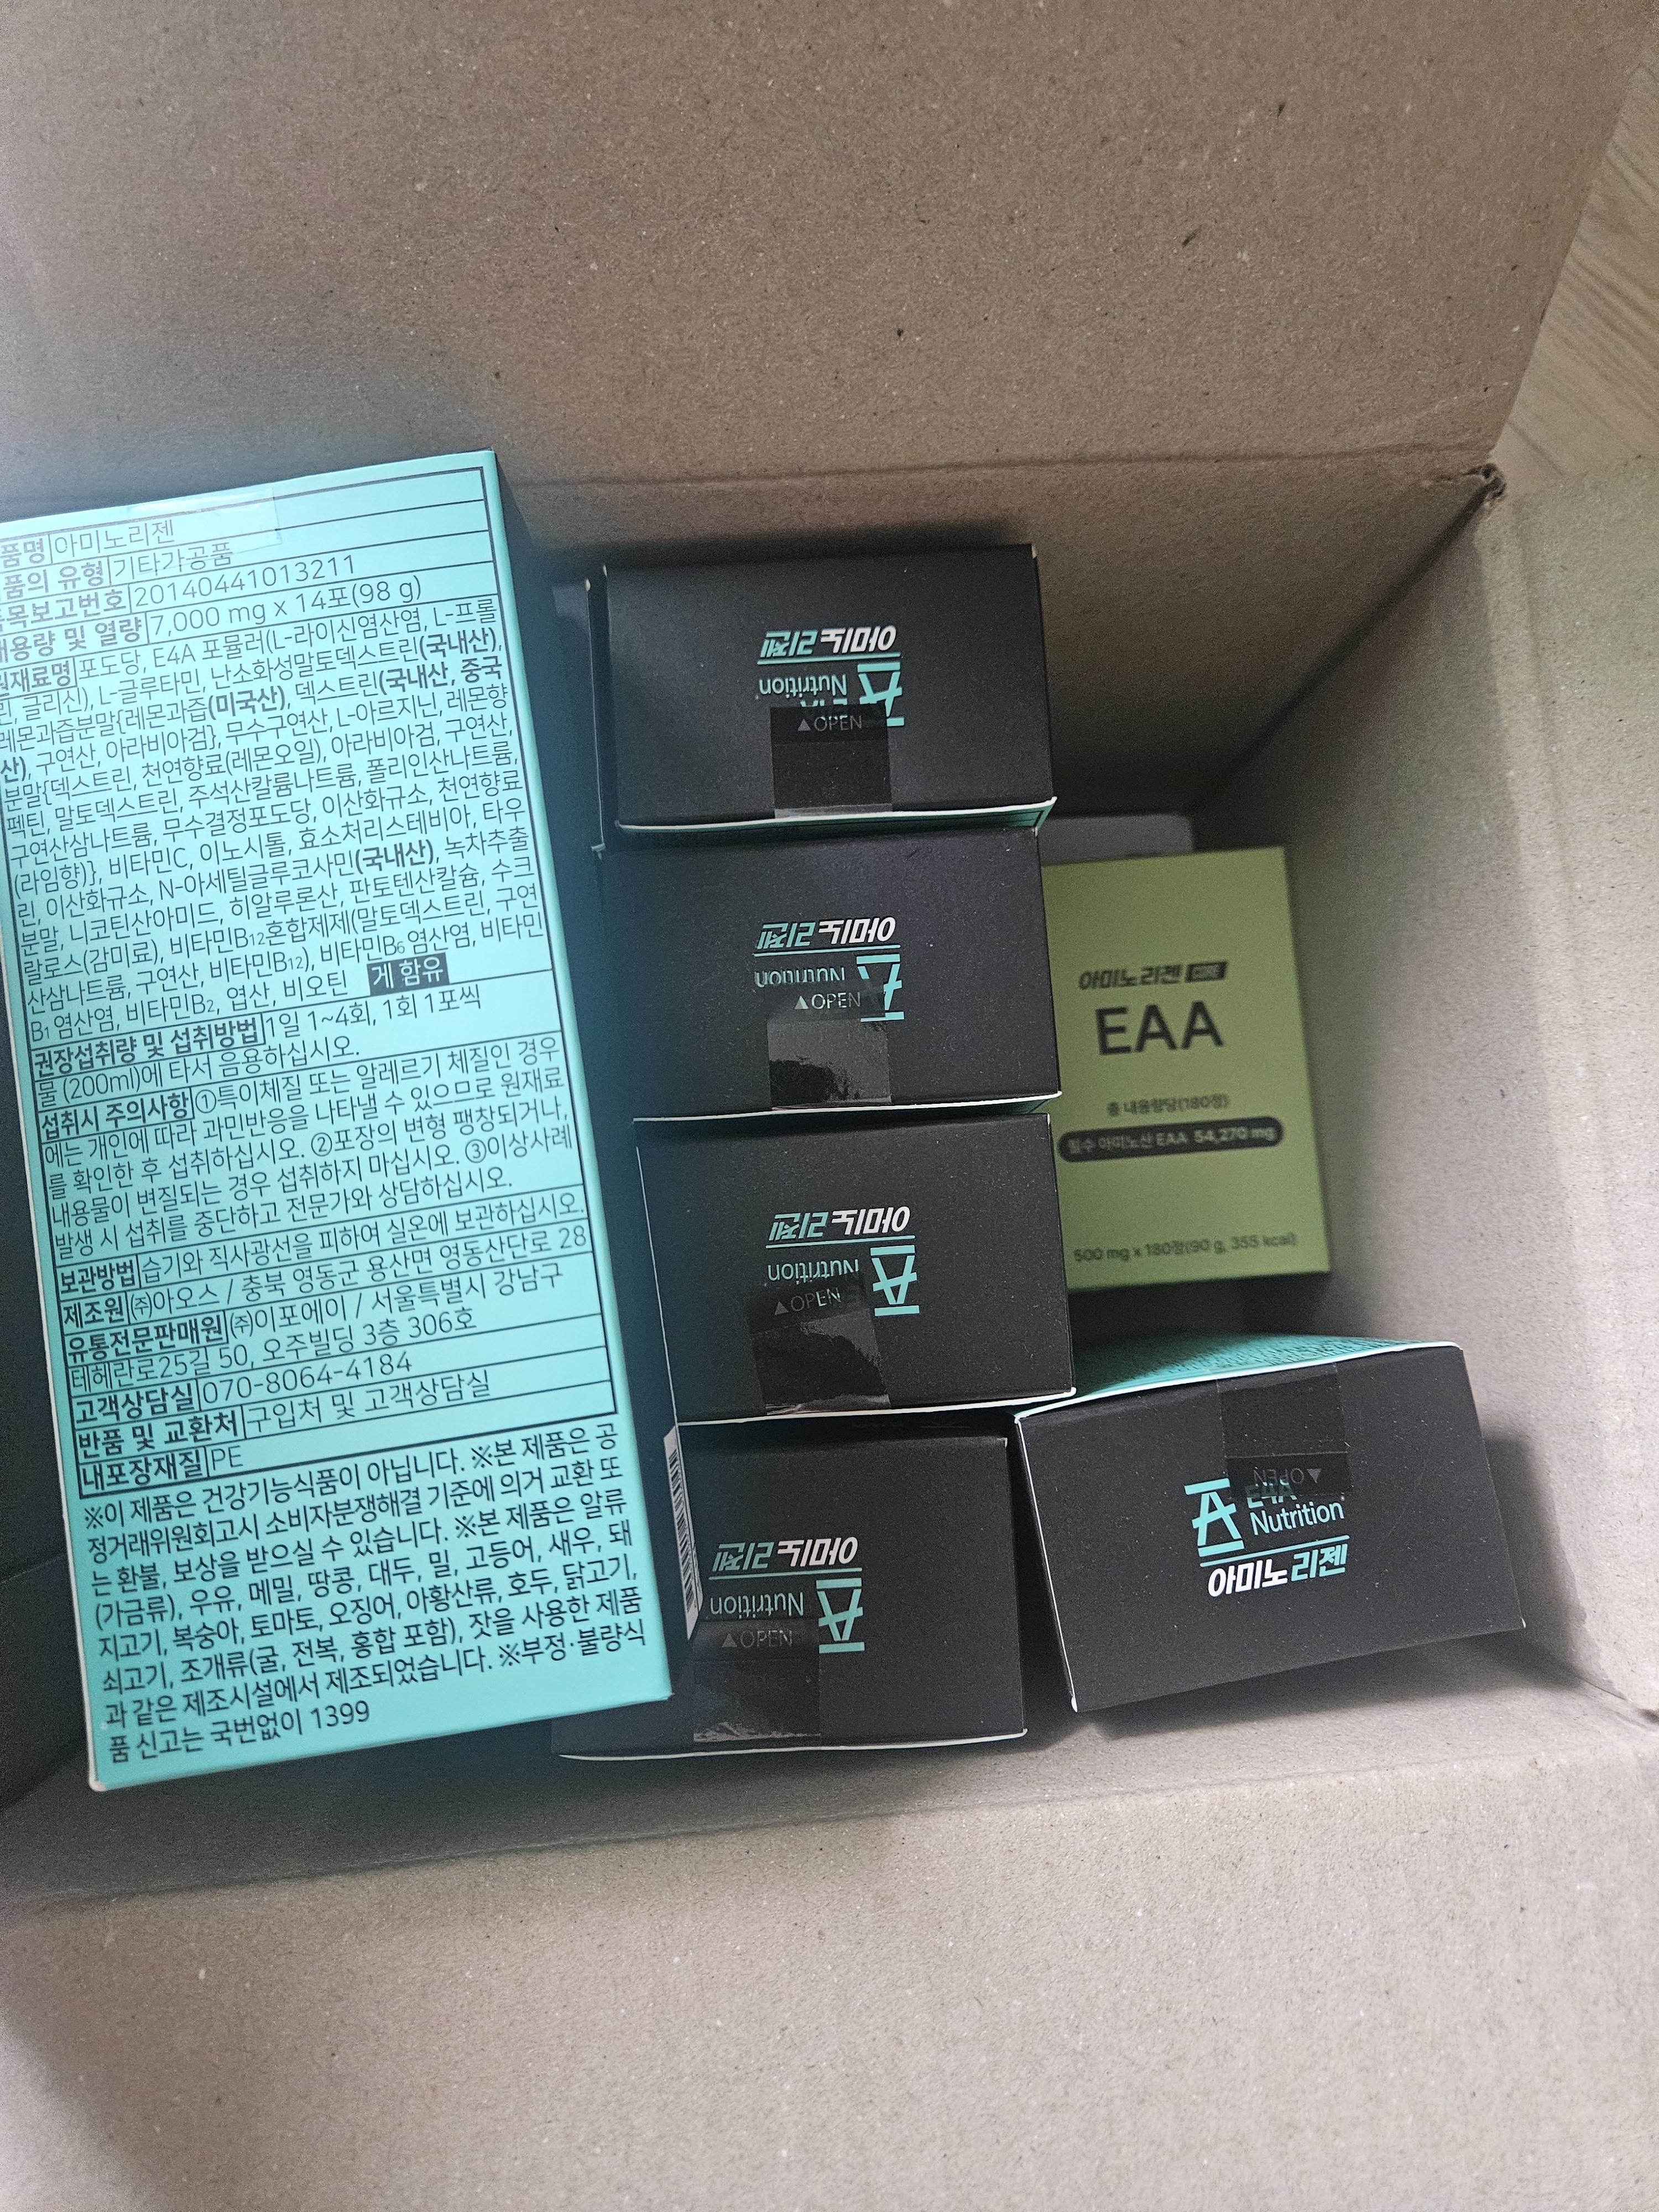 품명 아미노리젠
품의 유형 기타가공품
목보고번호 20140441013211
내용량 및 열량 7,000 mg x 14포(98 g)
원재료명 포도당, E4A 포뮬러(L-라이신염산염, L-프롤
린, 글리신), L-글루타민, 난소화성말토덱스트린(국내산),
레몬과즙분말{레몬과즙(미국산), 덱스트린(국내산, 중국
산), 구연산, 아라비아검}, 무수구연산, L-아르지닌, 레몬향
분말{덱스트린, 천연향료(레몬오일), 아라비아검, 구연산,
펙틴, 말토덱스트린, 주석산칼륨나트륨, 폴리인산나트륨,
구연산삼나트륨, 무수결정포도당, 이산화규소, 천연향료
(라임향)}, 비타민C, 이노시톨, 효소처리스테비아, 타우
린, 이산화규소, N-아세틸글루코사민(국내산), 녹차추출
분말, 니코틴산아미드, 히알루론산, 판토텐산칼슘, 수크
랄로스(감미료), 비타민B12혼합제제(말토덱스트린, 구연
산삼나트륨, 구연산, 비타민B12), 비타민B6 염산염, 비타민
B1 염산염, 비타민B2, 엽산, 비오틴 게 함유
권장섭취량 및 섭취방법 1일 1~4회, 1회 1포씩
물 (200ml)에 타서 음용하십시오.
섭취시 주의사항 ①특이체질 또는 알레르기 체질인 경우
에는 개인에 따라 과민반응을 나타낼 수 있으므로 원재료
를 확인한 후 섭취하십시오. ②포장의 변형 팽창되거나,
내용물이 변질되는 경우 섭취하지 마십시오. ③이상사례
발생 시 섭취를 중단하고 전문가와 상담하십시오.
보관방법 습기와 직사광선을 피하여 실온에 보관하십시오.
제조원 ㈜아오스 / 충북 영동군 용산면 영동산단로 28
유통전문판매원 ㈜이포에이 / 서울특별시 강남구
테헤란로25길 50, 오주빌딩 3층 306호
고객상담실 070-8064-4184
반품 및 교환처 구입처 및 고객상담실
내포장재질 PE
※이 제품은 건강기능식품이 아닙니다. ※본 제품은 공
정거래위원회고시 소비자분쟁해결 기준에 의거 교환 또
는 환불, 보상을 받으실 수 있습니다. ※본 제품은 알류
(가금류), 우유, 메밀, 땅콩, 대두, 밀, 고등어, 새우, 돼
지고기, 복숭아, 토마토, 오징어, 아황산류, 호두, 닭고기,
쇠고기, 조개류(굴, 전복, 홍합 포함), 잣을 사용한 제품
과 같은 제조시설에서 제조되었습니다. ※부정·불량식
품 신고는 국번없이 1399
아미노리젠
Nutrition
▲OPEN
아미노리젠
Nutrition
▲OPEN
아미노리젠
Nutrition
▲OPEN
아미노리젠
Nutrition
▲OPEN
아미노리젠 CORE
EAA
총 내용량당(180정)
필수 아미노산 EAA 54,270 mg
500 mg x 180정(90 g, 355 kcal)
▲OPEN
E4A
Nutrition
아미노리젠